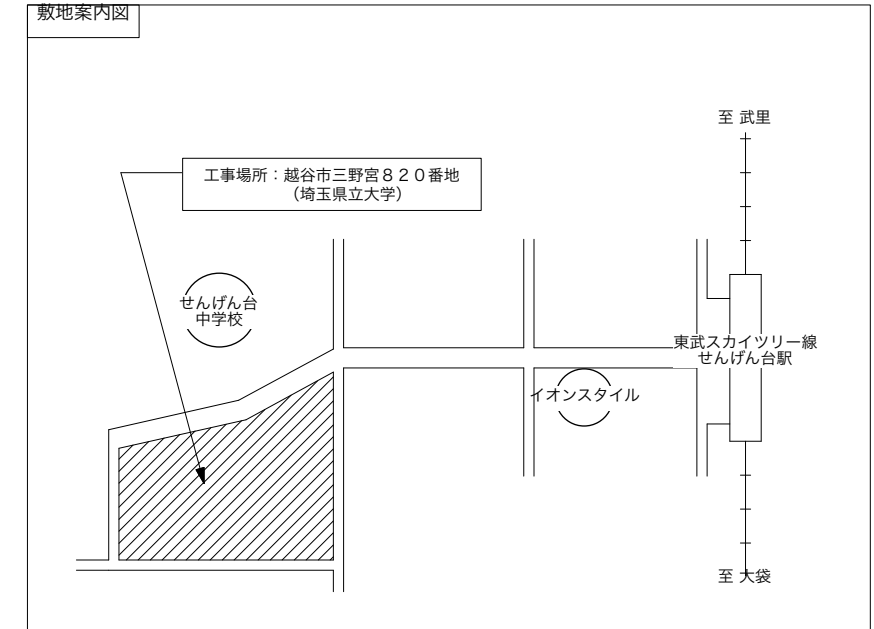 敷地案内図
至 武里
工事場所：越谷市三野宮８２０番地
（埼玉県立大学）
せんげん台
中学校
東武スカイツリー線
せんげん台駅
イオンスタイル
至 大袋